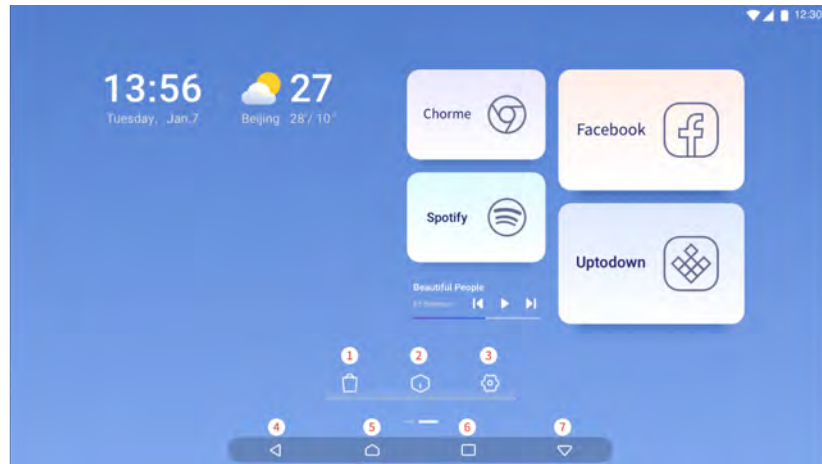 12:30
13:56
27
Tuesday, Jan.7
Beijing 28°/ 10°
Chorme
Facebook
Spotify
Uptodown
Beautiful People
1
2
3
4
5
6
7